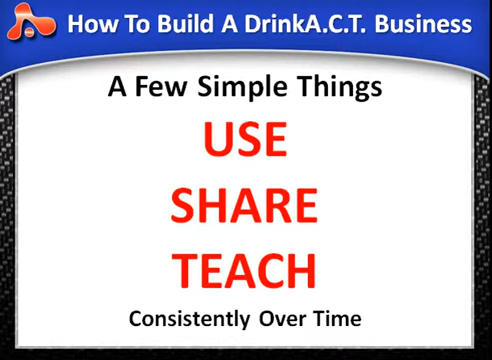 How To Build A DrinkA.C.T. Business
A Few Simple Things
USE
SHARE
TEACH
Consistently Over Time